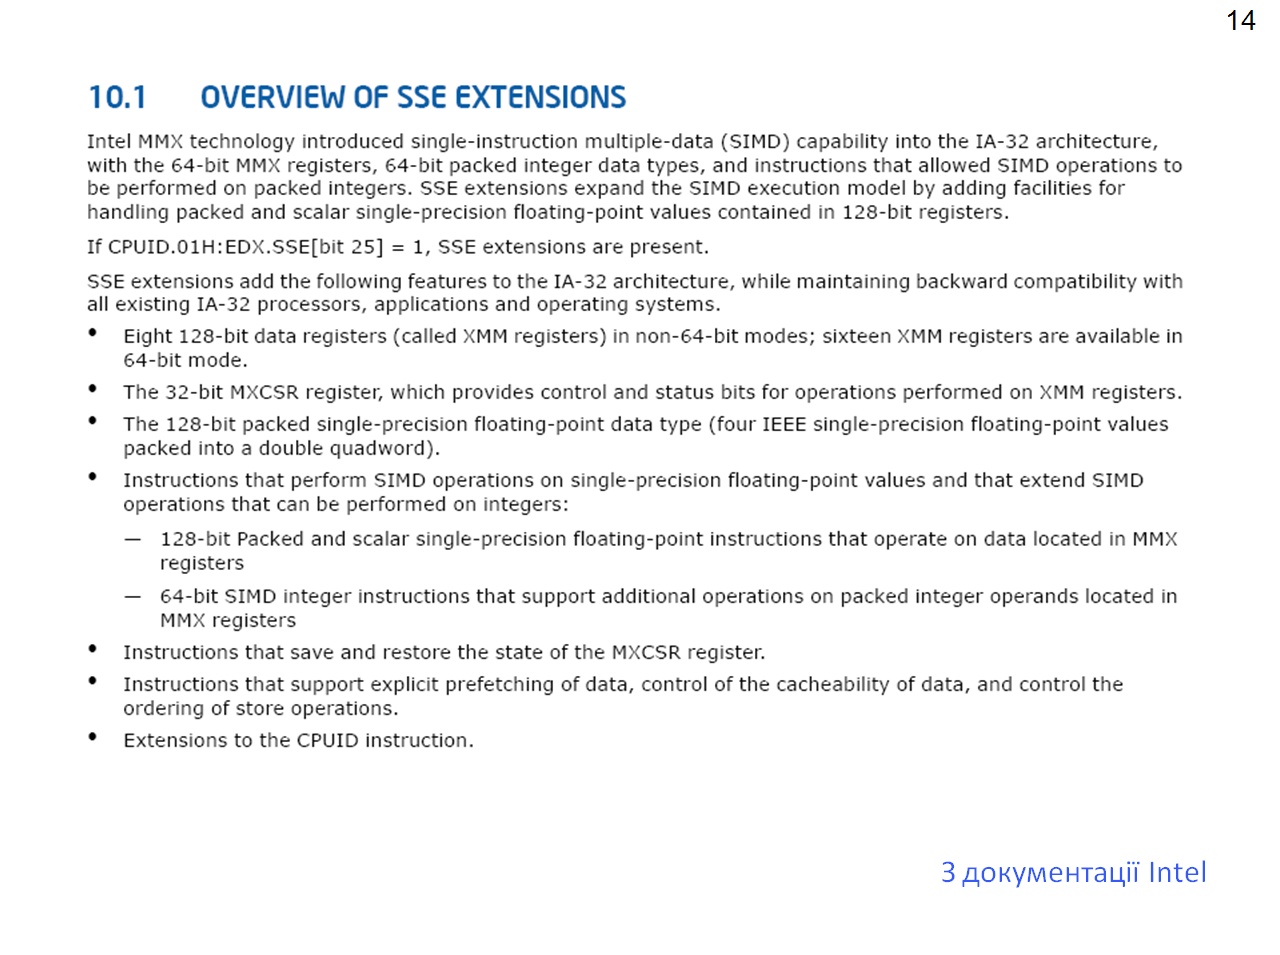 14
10.1 OVERVIEW OF SSE EXTENSIONS
Intel MMX technology introduced single-instruction multiple-data (SIMD) capability into the IA-32 architecture,
with the 64-bit MMX registers, 64-bit packed integer data types, and instructions that allowed SIMD operations to
be performed on packed integers. SSE extensions expand the SIMD execution model by adding facilities for
handling packed and scalar single-precision floating-point values contained in 128-bit registers.
If CPUID.01H:EDX.SSE[bit 25] = 1, SSE extensions are present.
SSE extensions add the following features to the IA-32 architecture, while maintaining backward compatibility with
all existing IA-32 processors, applications and operating systems.
• Eight 128-bit data registers (called XMM registers) in non-64-bit modes; sixteen XMM registers are available in
64-bit mode.
• The 32-bit MXCSR register, which provides control and status bits for operations performed on XMM registers.
• The 128-bit packed single-precision floating-point data type (four IEEE single-precision floating-point values
packed into a double quadword).
• Instructions that perform SIMD operations on single-precision floating-point values and that extend SIMD
operations that can be performed on integers:
— 128-bit Packed and scalar single-precision floating-point instructions that operate on data located in MMX
registers
— 64-bit SIMD integer instructions that support additional operations on packed integer operands located in
MMX registers
• Instructions that save and restore the state of the MXCSR register.
• Instructions that support explicit prefetching of data, control of the cacheability of data, and control the
ordering of store operations.
• Extensions to the CPUID instruction.
З документації Intel